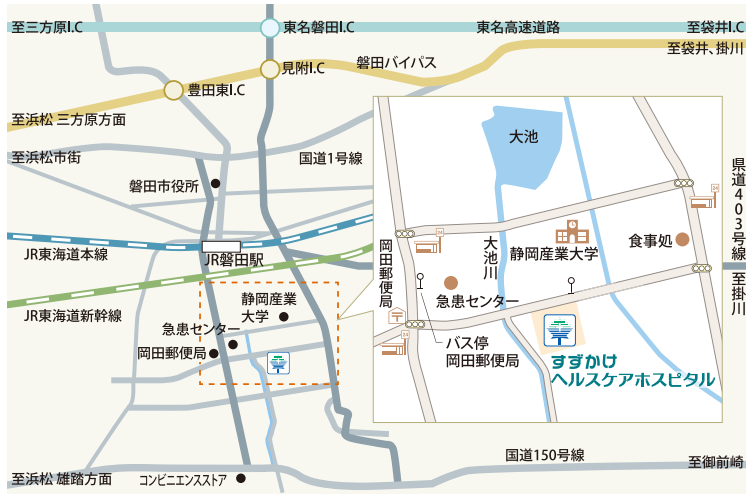 至三方原I.C
東名磐田I.C
東名高速道路
至袋井I.C
至袋井、掛川
見附I.C
磐田バイパス
豊田東I.C
至浜松 三方原方面
至浜松市街
国道1号線
磐田市役所
JR東海道本線
JR磐田駅
JR東海道新幹線
静岡産業
大学
急患センター
岡田郵便局
至浜松 雄踏方面
コンビニエンスストア
国道150号線
至御前崎
県道403号線
至掛川
大池
24
24
大池川
静岡産業大学
食事処
岡田郵便局
急患センター
バス停
岡田郵便局
24
すずかけ
ヘルスケアホスピタル